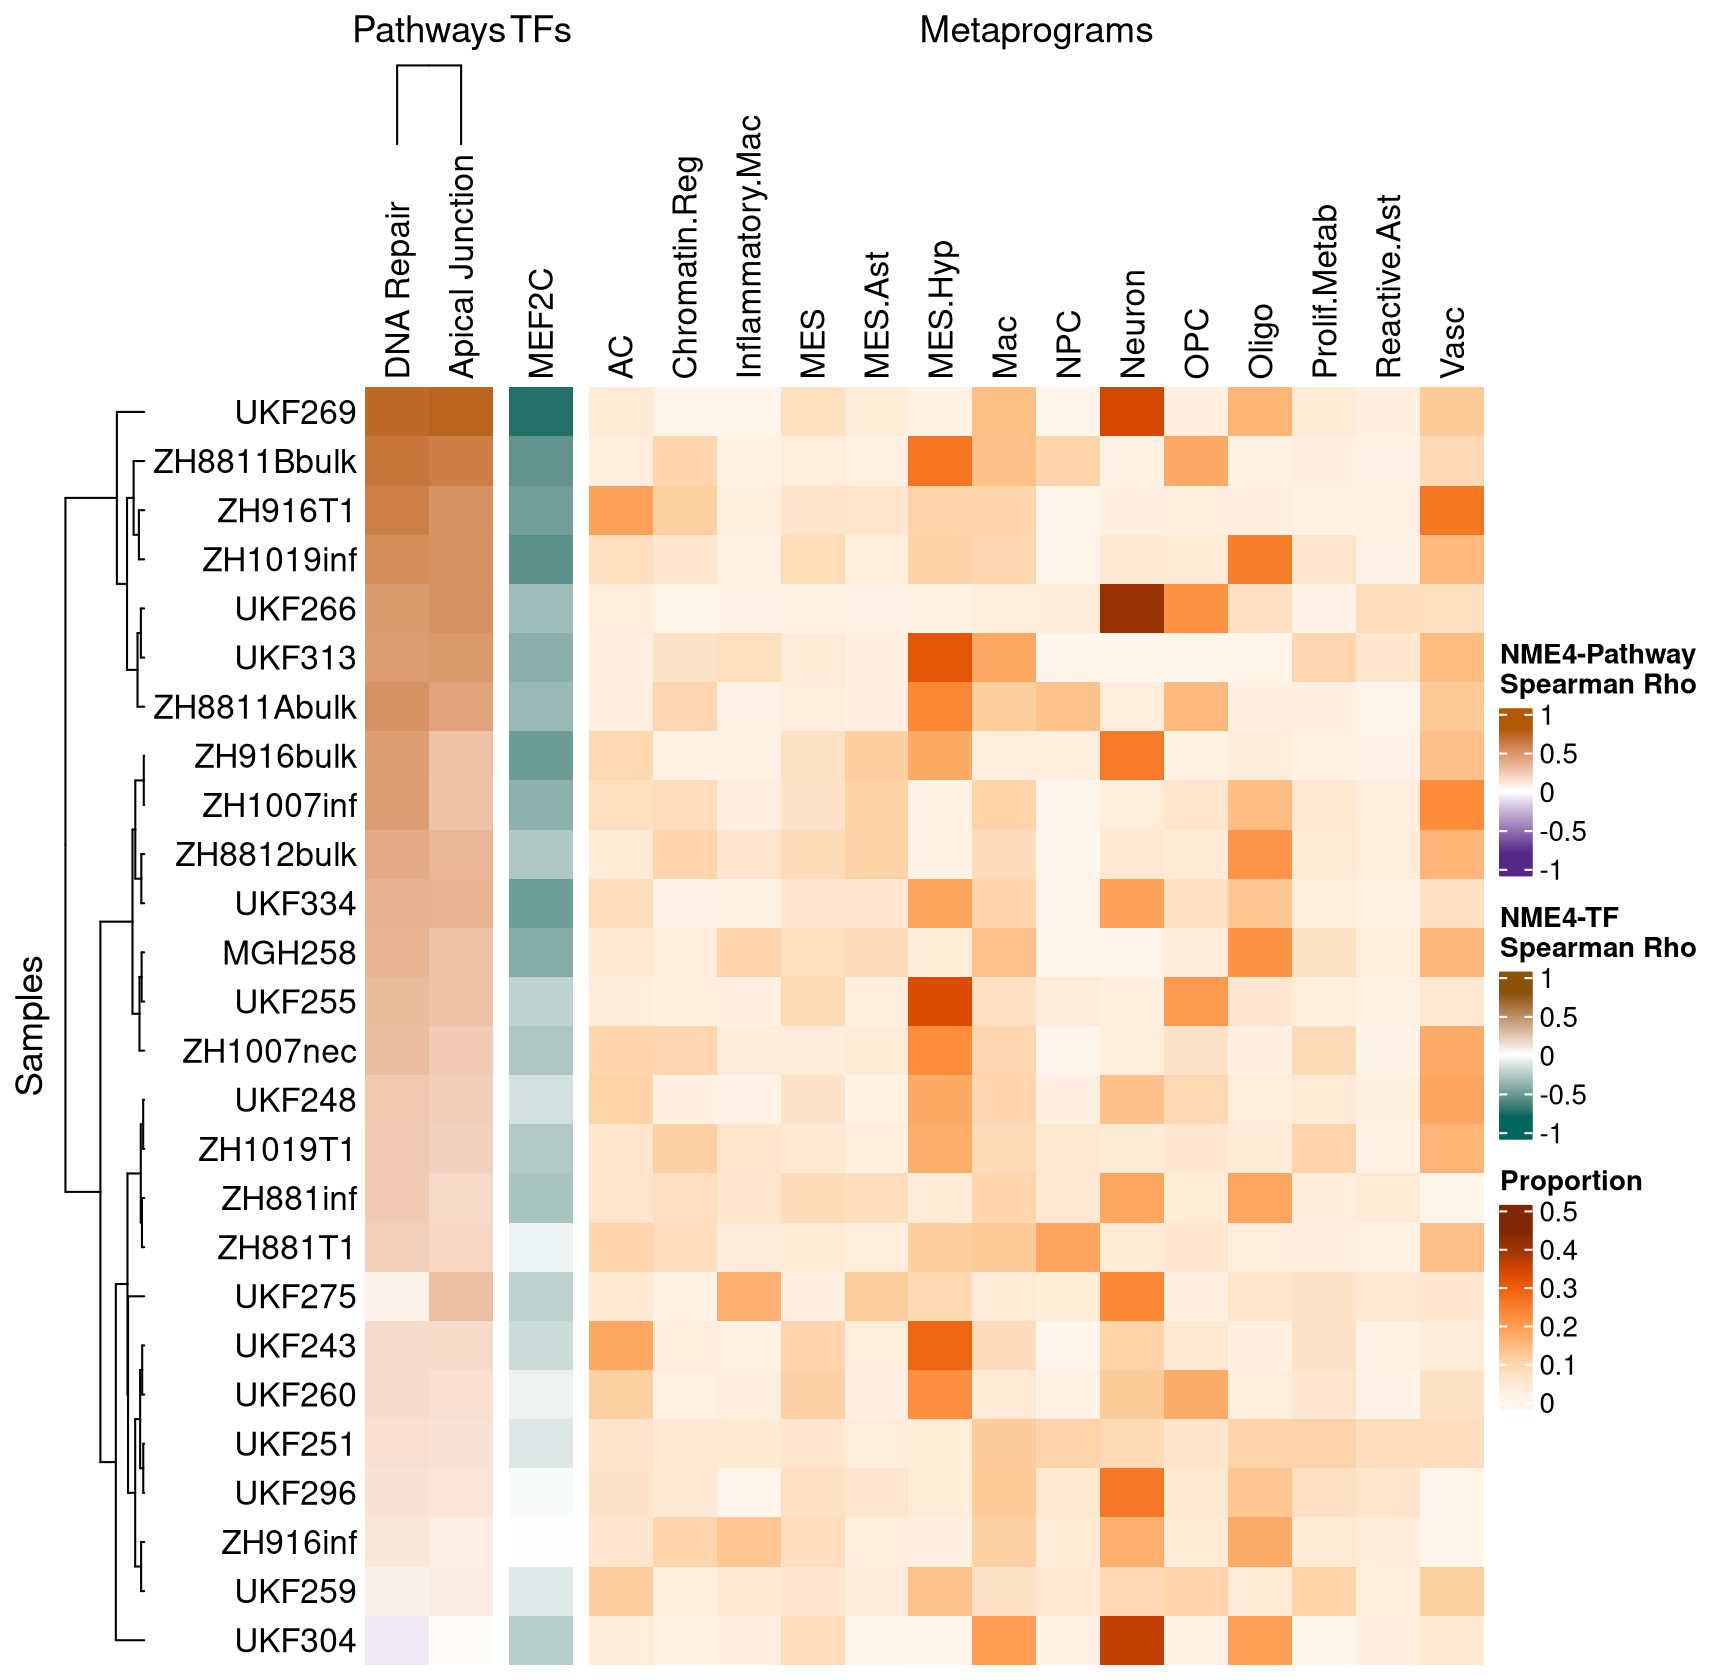 Pathways TFs Metaprograms
DNA Repair
Apical Junction
MEF2C
AC
Chromatin.Reg
Inflammatory.Mac
MES
MES.Ast
MES.Hyp
Mac
NPC
Neuron
OPC
Oligo
Prolif.Metab
Reactive.Ast
Vasc
Samples
UKF269
ZH8811Bbulk
ZH916T1
ZH1019inf
UKF266
UKF313
ZH8811Abulk
ZH916bulk
ZH1007inf
ZH8812bulk
UKF334
MGH258
UKF255
ZH1007nec
UKF248
ZH1019T1
ZH881inf
ZH881T1
UKF275
UKF243
UKF260
UKF251
UKF296
ZH916inf
UKF259
UKF304
NME4-Pathway
Spearman Rho
1
0.5
0
-0.5
-1
NME4-TF
Spearman Rho
1
0.5
0
-0.5
-1
Proportion
0.5
0.4
0.3
0.2
0.1
0